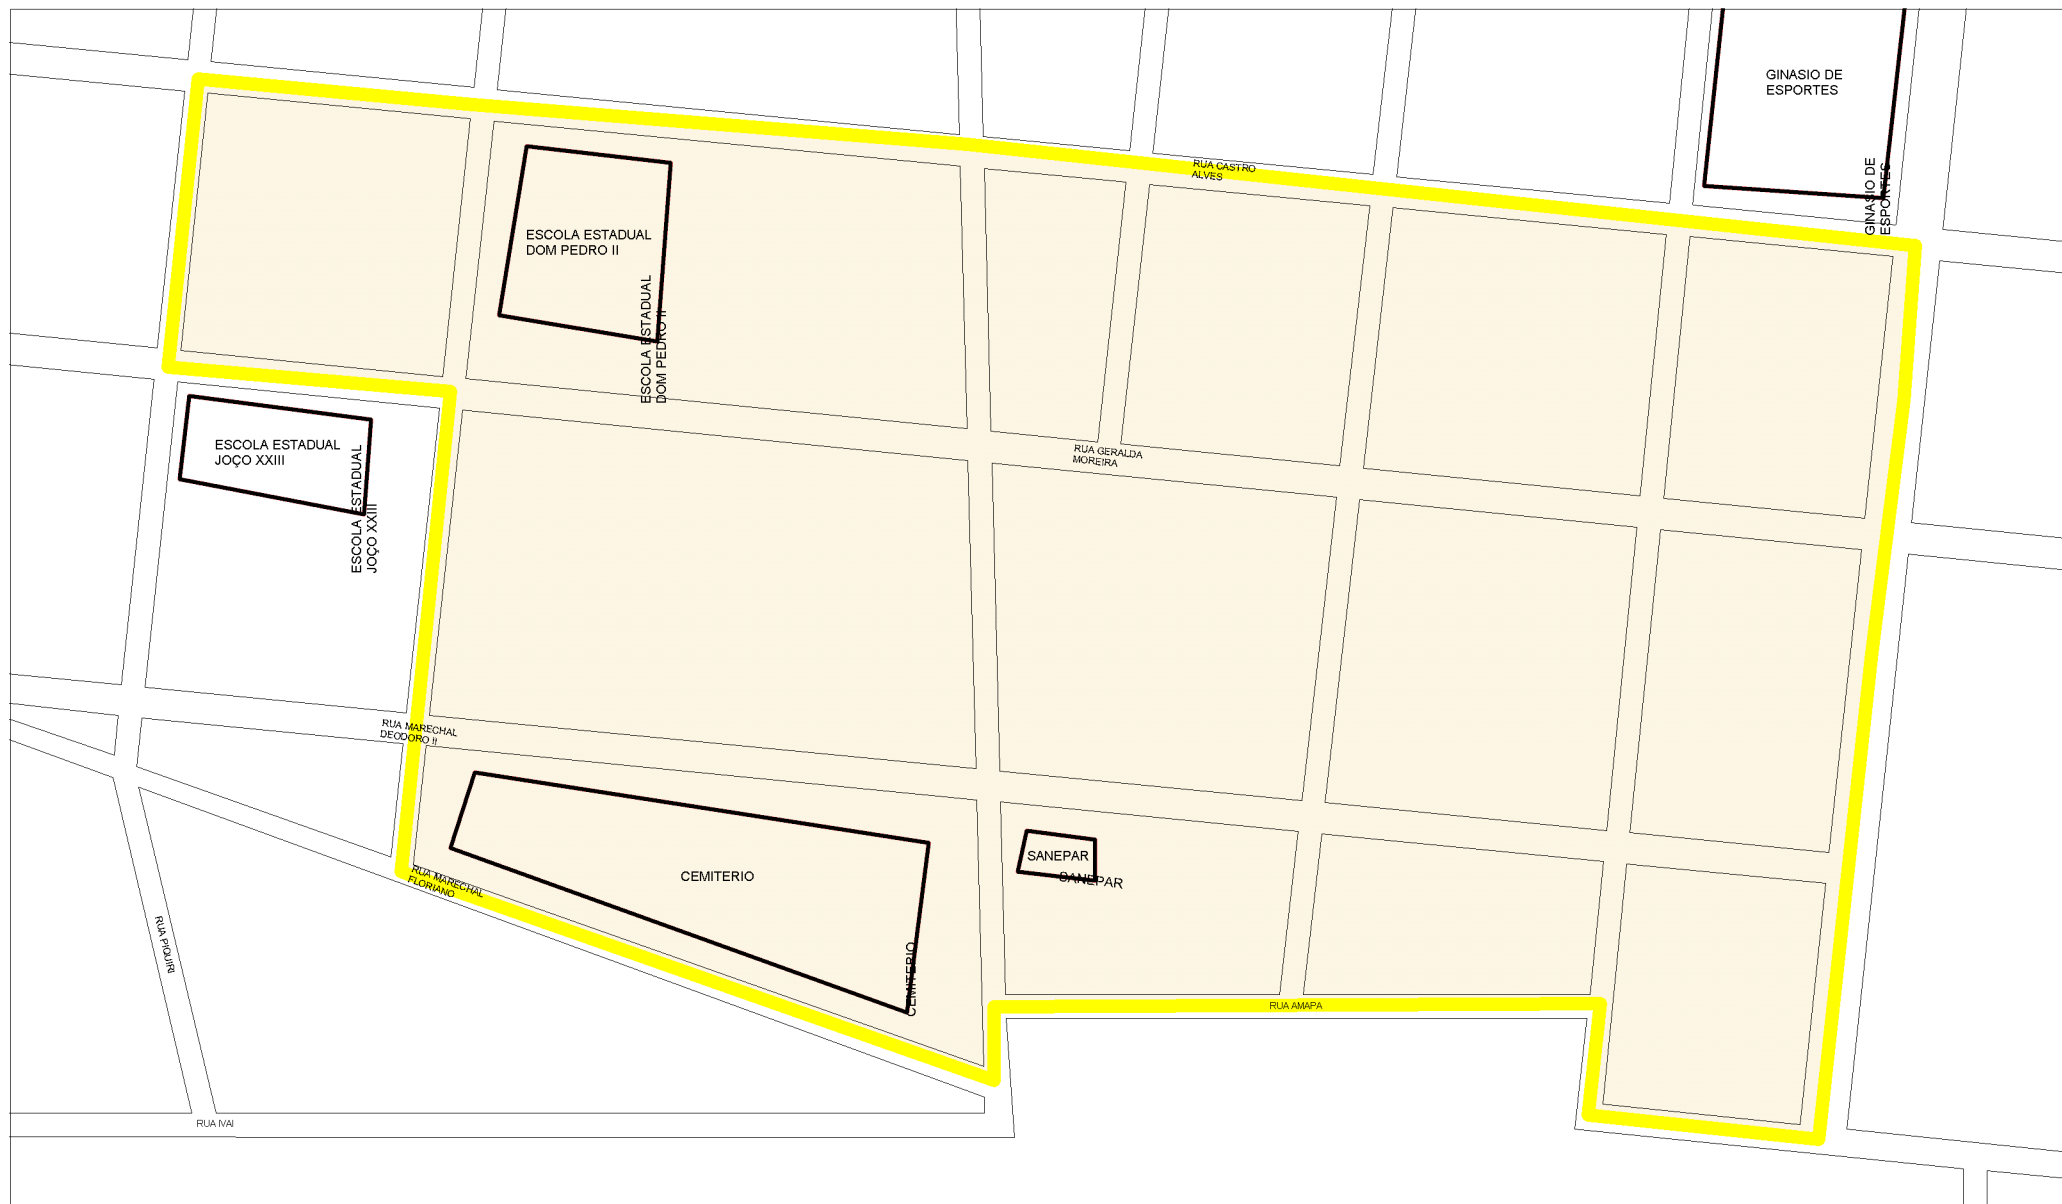 GINASIO DE
ESPORTES
RUA CASTRO
ALVES
GINASIO DE
ESPORTES
ESCOLA ESTADUAL
DOM PEDRO II
ESCOLA ESTADUAL
DOM PEDRO II
ESCOLA ESTADUAL
JOÇO XXIII
ESCOLA ESTADUAL
JOÇO XXIII
RUA GERALDA
MOREIRA
RUA MARECHAL
DEODORO II
SANEPAR
SANEPAR
CEMITERIO
CEMITERIO
RUA MARECHAL
FLORIANO
RUA PIQUIRI
RUA AMAPA
RUA IVAI